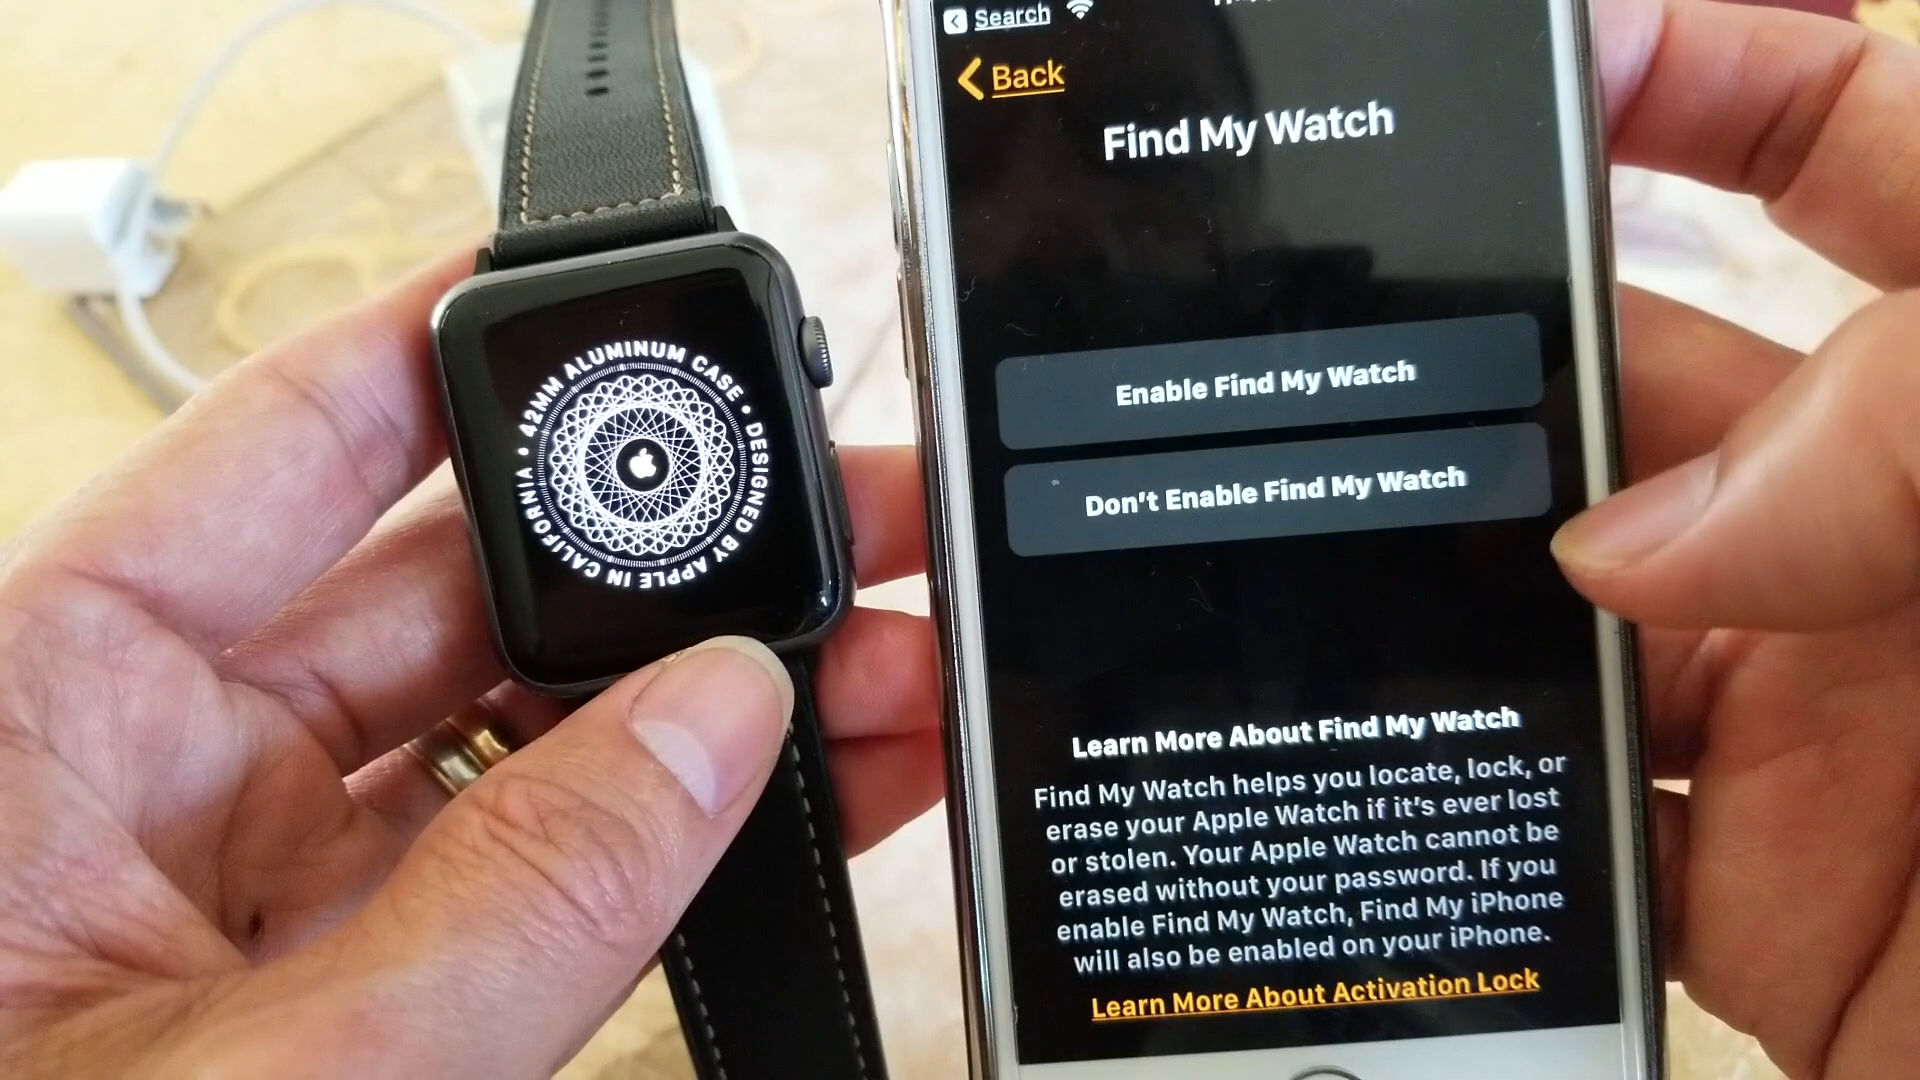 42MM ALUMINUM CASE • DESIGNED BY APPLE IN CALIFORNIA •
Search
Back
Find My Watch
Enable Find My Watch
Don't Enable Find My Watch
Learn More About Find My Watch
Find My Watch helps you locate, lock, or
erase your Apple Watch if it's ever lost
or stolen. Your Apple Watch cannot be
erased without your password. If you
enable Find My Watch, Find My iPhone
will also be enabled on your iPhone.
Learn More About Activation Lock